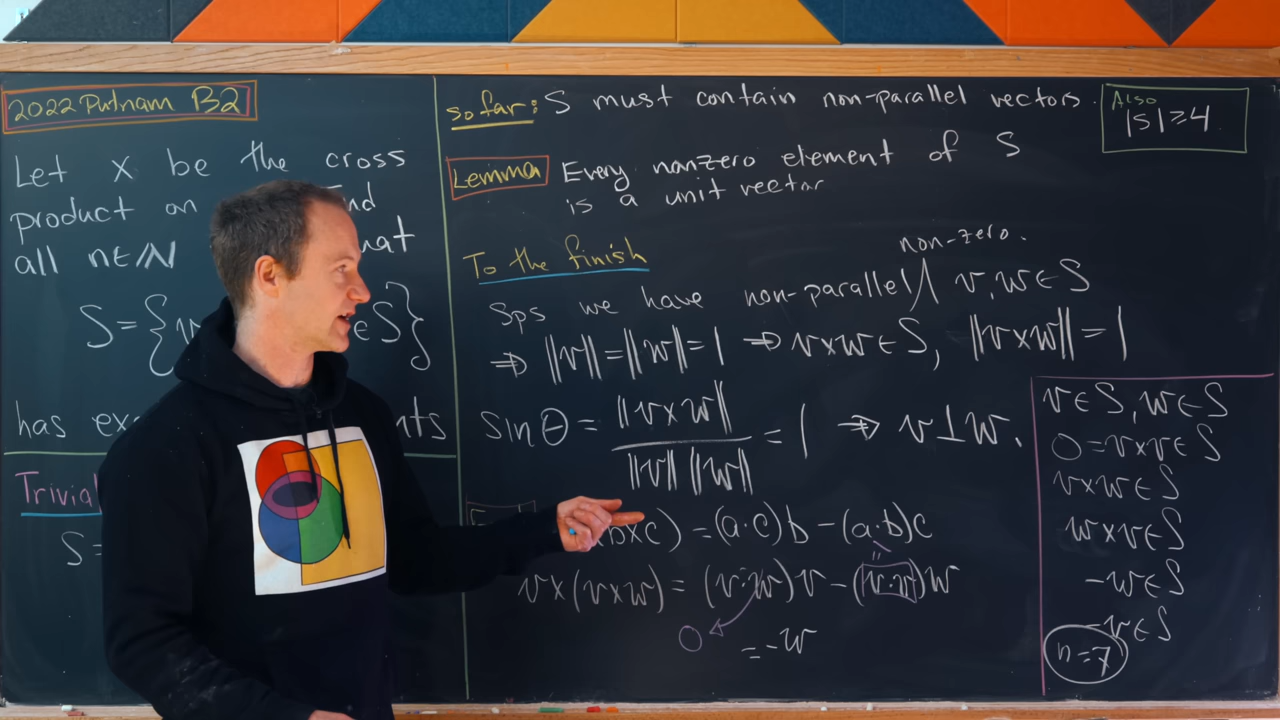 2022 Putnam B2
Let × be the cross
product on
all n∈ℕ
S={
∈S}
has
Trivial
S=
so far: S must contain non-parallel vectors.
Also
|S|≥4
Lemma Every nonzero element of S
is a unit vector
To the finish
non-zero.
Sps we have non-parallel v,w∈S
⇒ ||v||=||w||=1 ⇒ v×w∈S, ||v×w||=1
sinθ = ||v×w|| / ||v|| ||w|| = 1 ⇒ v⊥w.
b×c) = (a·c)b − (a·b)c
v×(v×w) = (v·w)v − (v·v)w
0
= −w
v∈S, w∈S
0=v×v∈S
v×w∈S
w×v∈S
−w∈S
−v∈S
n=7